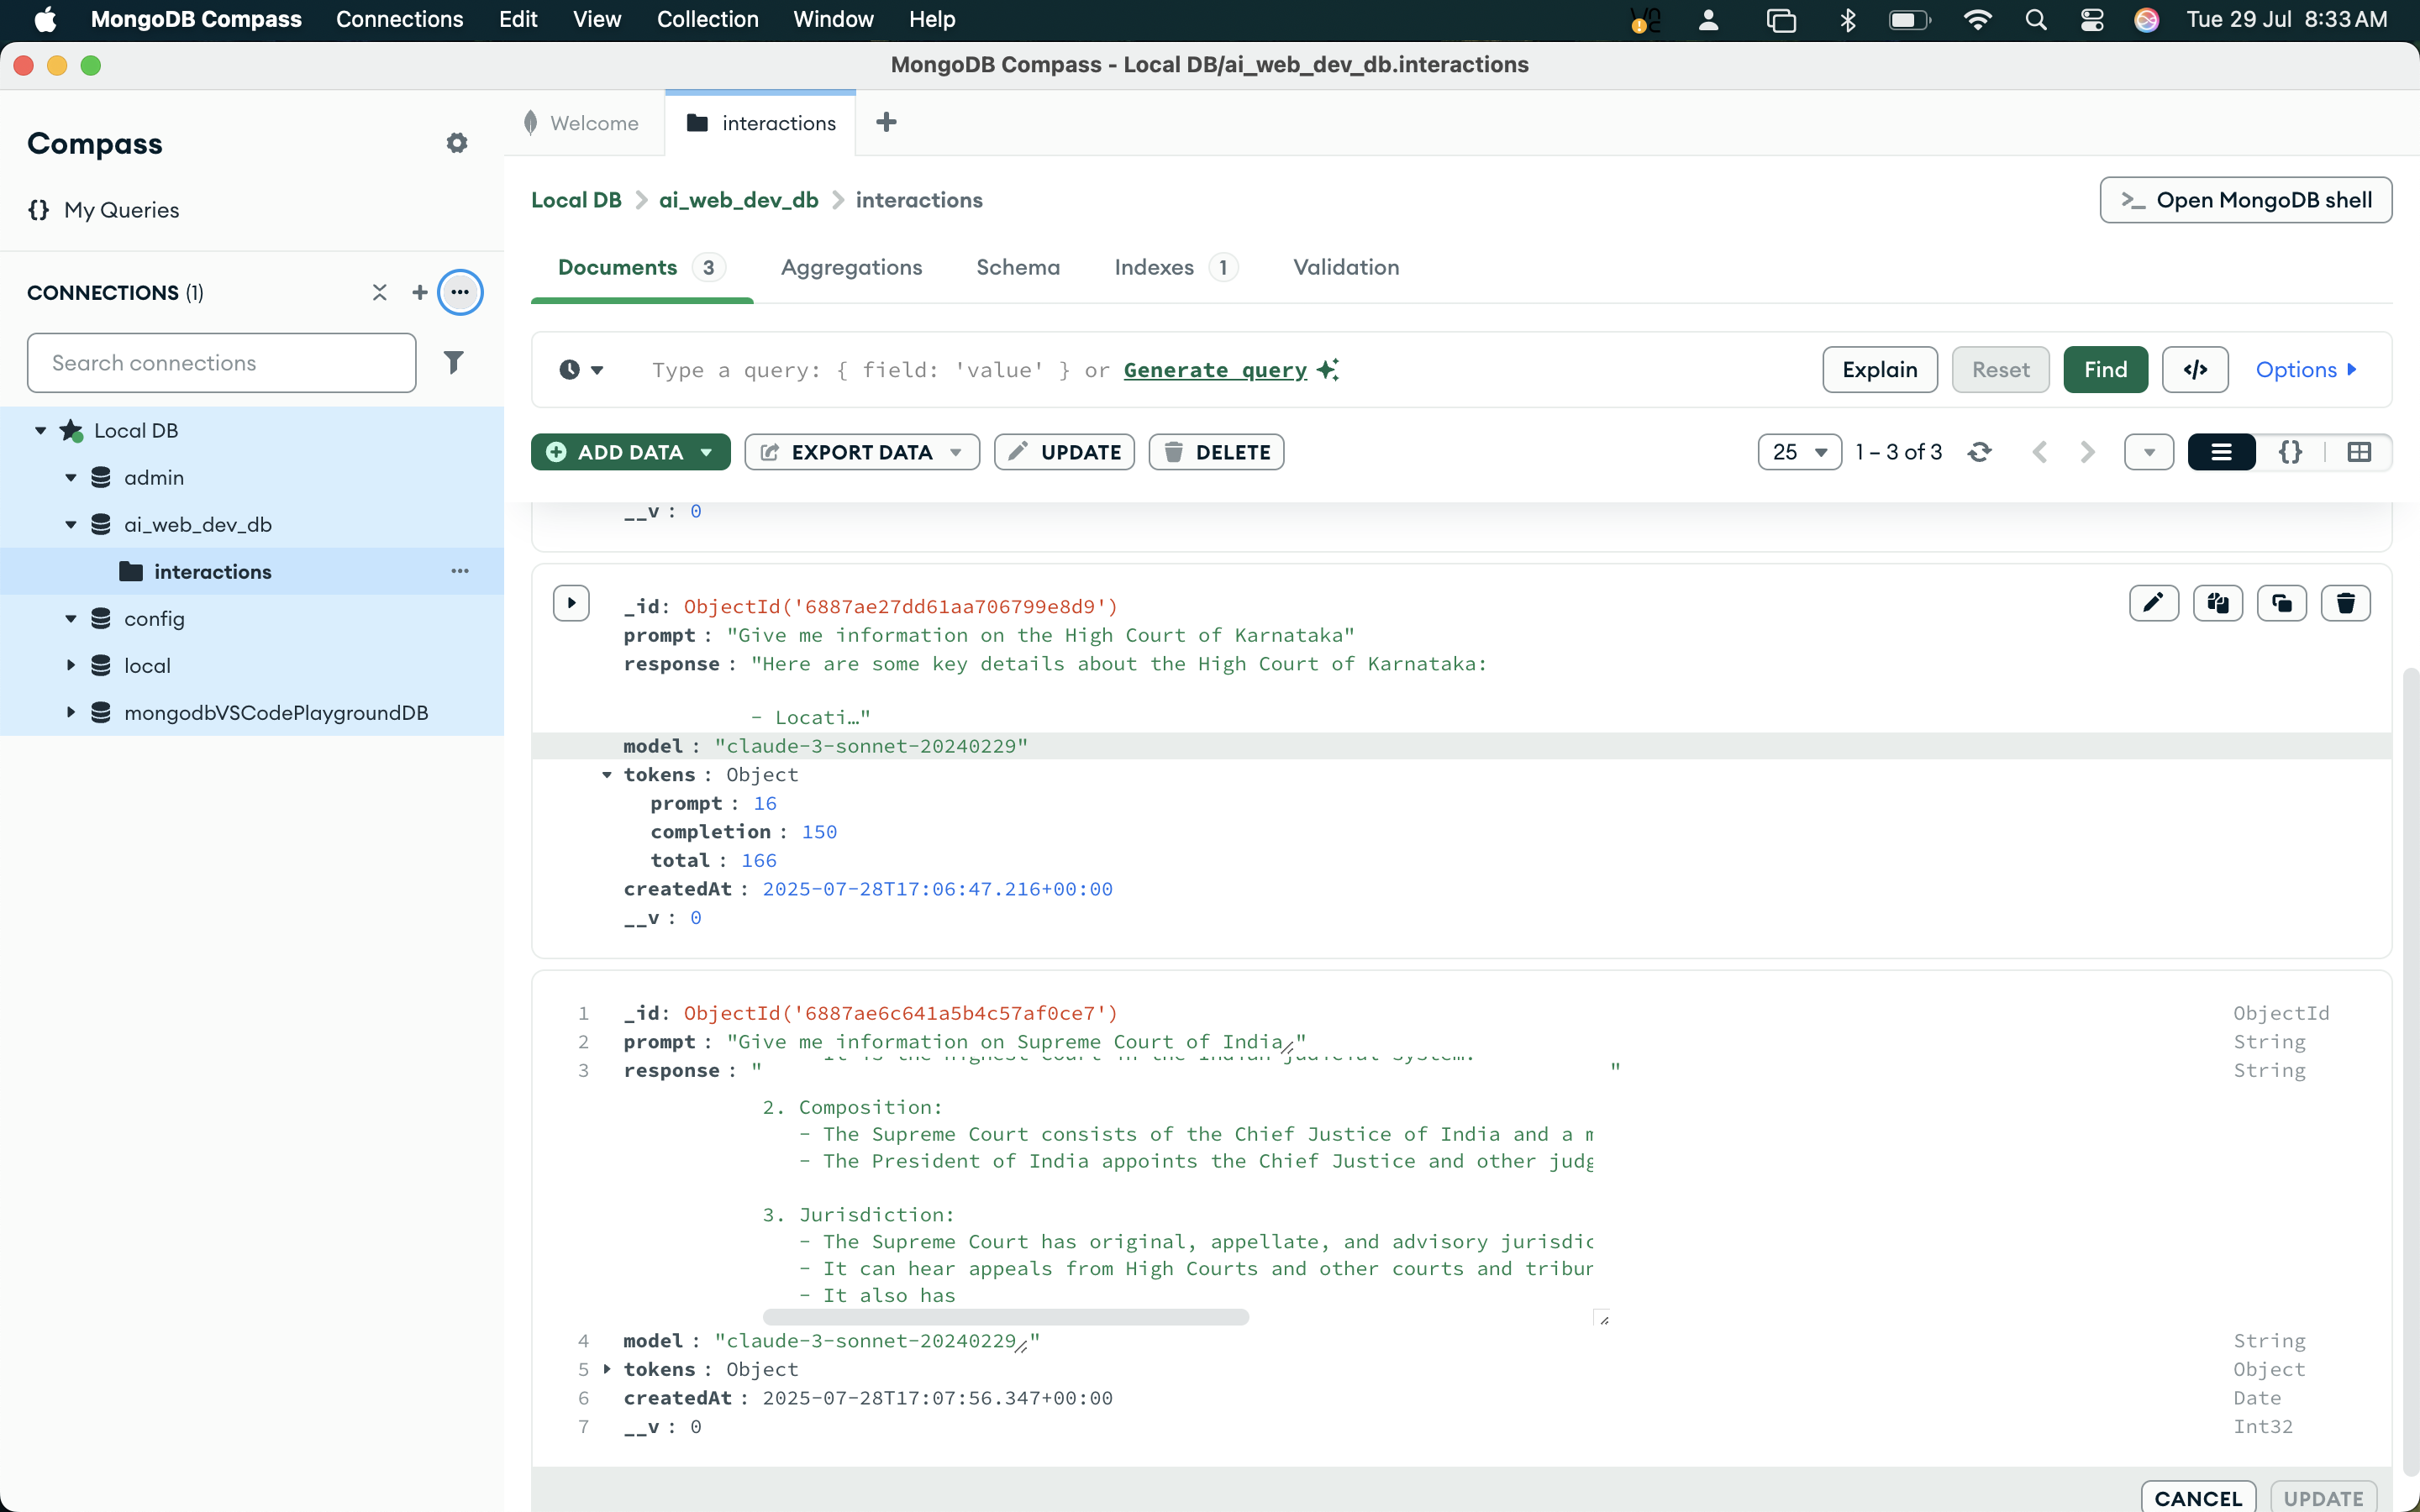 MongoDB Compass Connections Edit View Collection Window Help Tue 29 Jul 8:33 AM
MongoDB Compass - Local DB/ai_web_dev_db.interactions
Compass
{} My Queries
CONNECTIONS (1)
Search connections
Local DB
admin
ai_web_dev_db
interactions
config
local
mongodbVSCodePlaygroundDB
Welcome
interactions
Local DB > ai_web_dev_db > interactions
>_ Open MongoDB shell
Documents 3 Aggregations Schema Indexes 1 Validation
Type a query: { field: 'value' } or Generate query
Explain Reset Find </> Options
ADD DATA EXPORT DATA UPDATE DELETE 25 1 – 3 of 3 {}
__v : 0
_id: ObjectId('6887ae27dd61aa706799e8d9')
prompt : "Give me information on the High Court of Karnataka"
response : "Here are some key details about the High Court of Karnataka:
- Locati…"
model : "claude-3-sonnet-20240229"
tokens : Object
prompt : 16
completion : 150
total : 166
createdAt : 2025-07-28T17:06:47.216+00:00
__v : 0
1 _id: ObjectId('6887ae6c641a5b4c57af0ce7') ObjectId
2 prompt : "Give me information on Supreme Court of India" String
- It is the highest court in the Indian judicial system.
3 response : " " String
2. Composition:
- The Supreme Court consists of the Chief Justice of India and a m
- The President of India appoints the Chief Justice and other judg
3. Jurisdiction:
- The Supreme Court has original, appellate, and advisory jurisdic
- It can hear appeals from High Courts and other courts and tribun
- It also has
4 model : "claude-3-sonnet-20240229" String
5 tokens : Object Object
6 createdAt : 2025-07-28T17:07:56.347+00:00 Date
7 __v : 0 Int32
CANCEL UPDATE